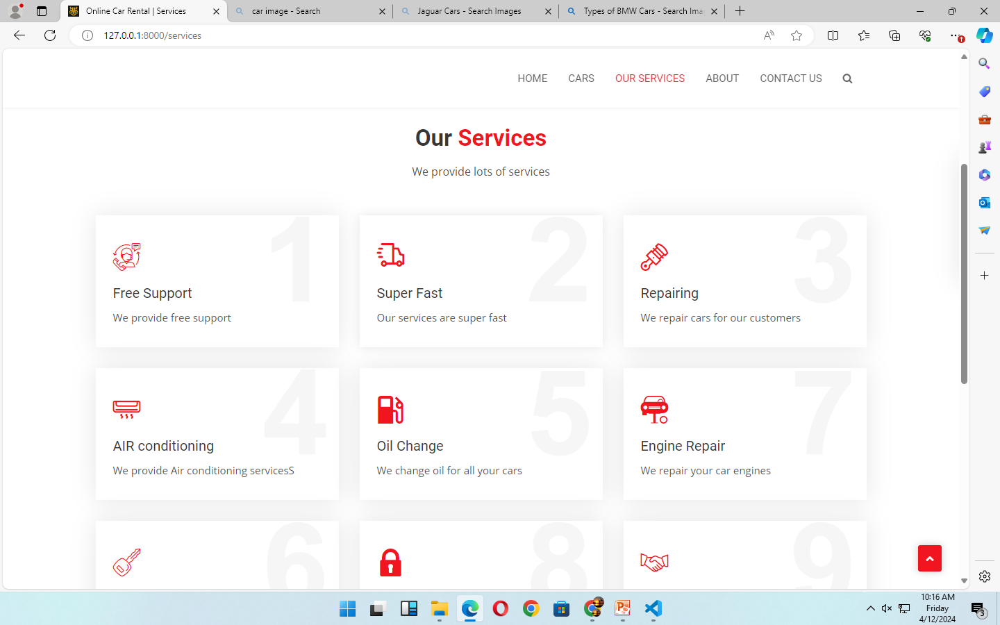 Online Car Rental | Services
car image - Search
Jaguar Cars - Search Images
Types of BMW Cars - Search Ima
127.0.0.1:8000/services
HOME CARS OUR SERVICES ABOUT CONTACT US
Our Services
We provide lots of services
1
Free Support
We provide free support
2
Super Fast
Our services are super fast
3
Repairing
We repair cars for our customers
4
AIR conditioning
We provide Air conditioning servicesS
5
Oil Change
We change oil for all your cars
7
Engine Repair
We repair your car engines
6
8
9
10:16 AM
Friday
4/12/2024
3